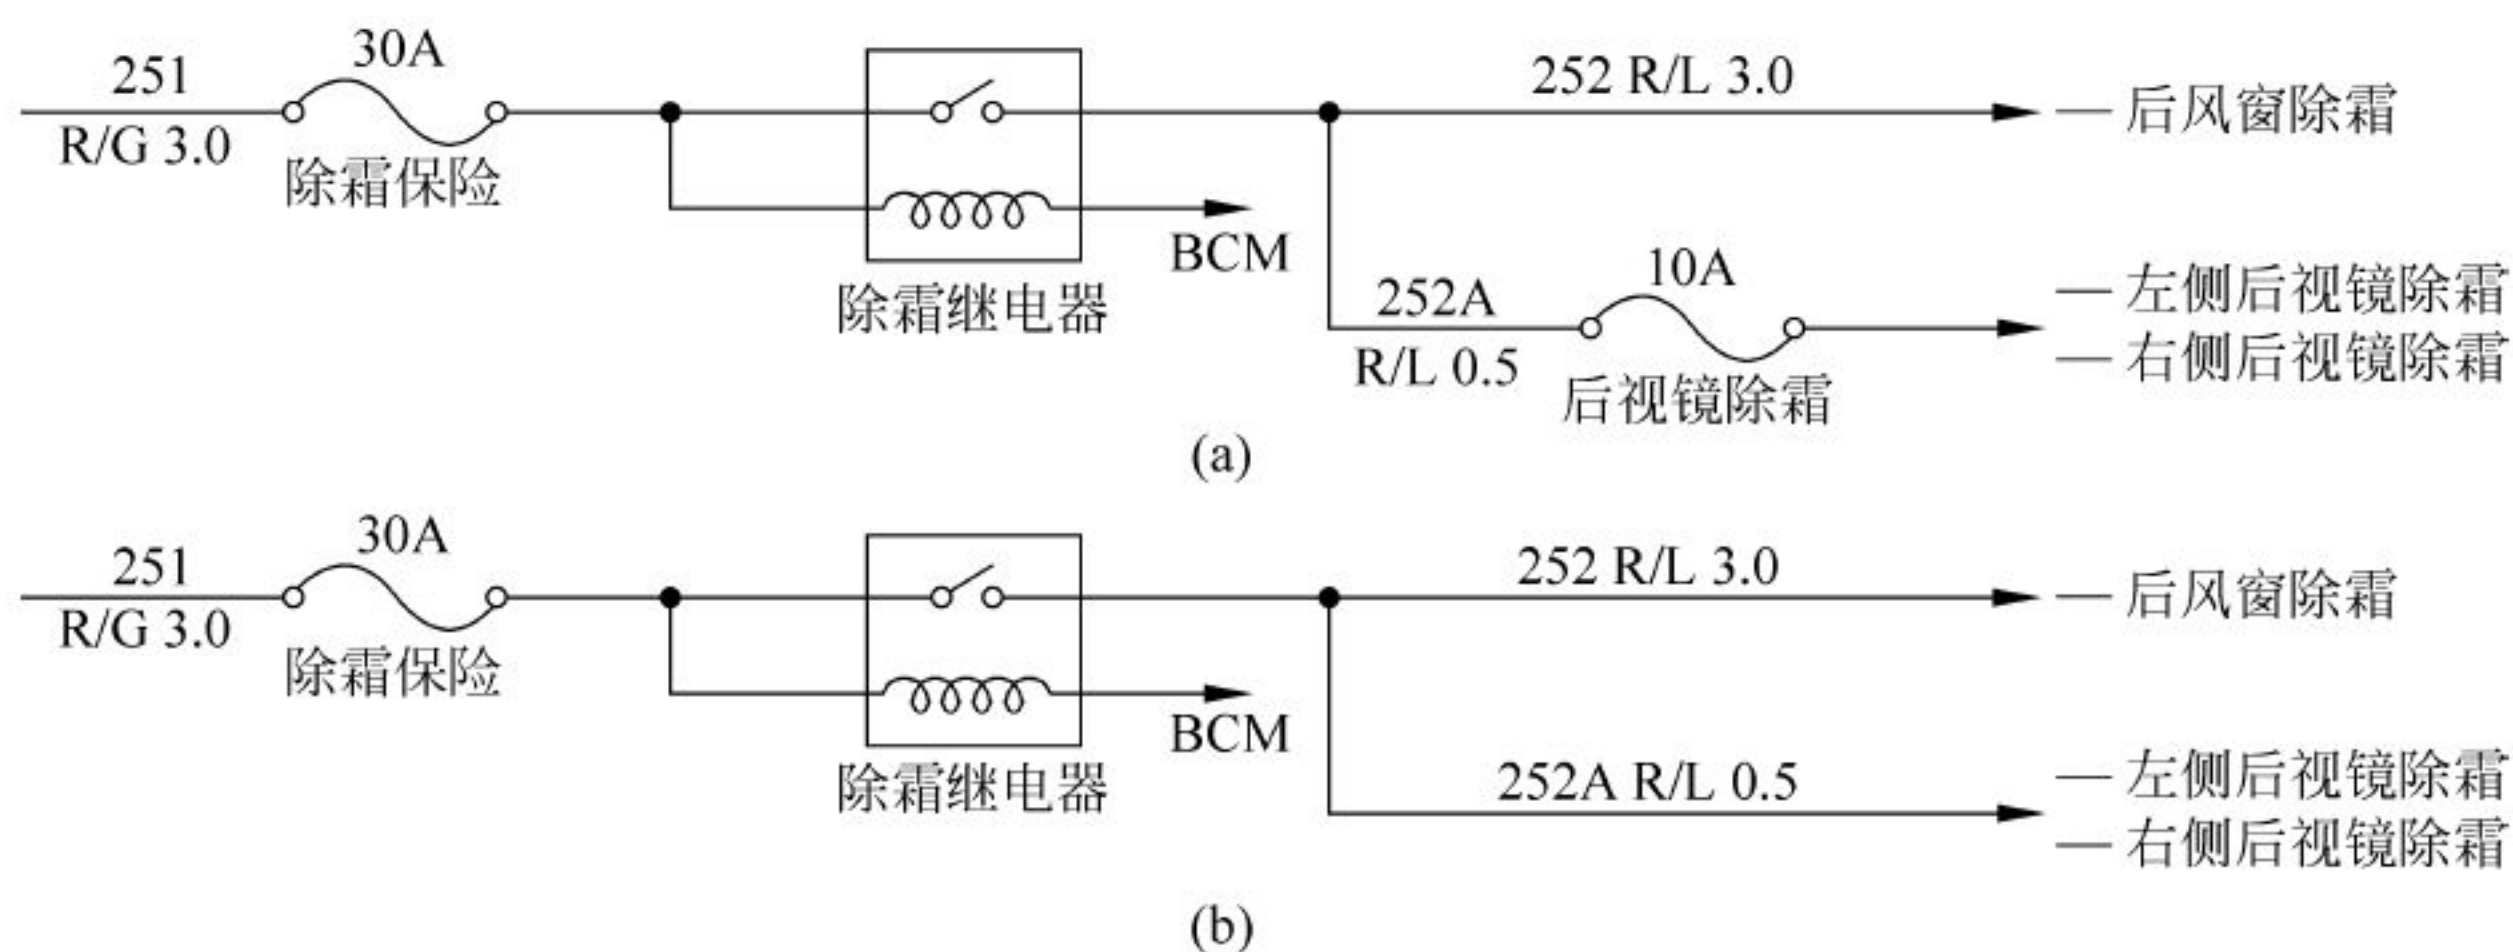 30A
251
R/G 3.0
除霜保险
252 R/L 3.0
后风窗除霜
BCM
除霜继电器
252A
R/L 0.5
10A
后视镜除霜
左侧后视镜除霜
右侧后视镜除霜
(a)
30A
251
R/G 3.0
除霜保险
252 R/L 3.0
后风窗除霜
BCM
除霜继电器
252A R/L 0.5
左侧后视镜除霜
右侧后视镜除霜
(b)